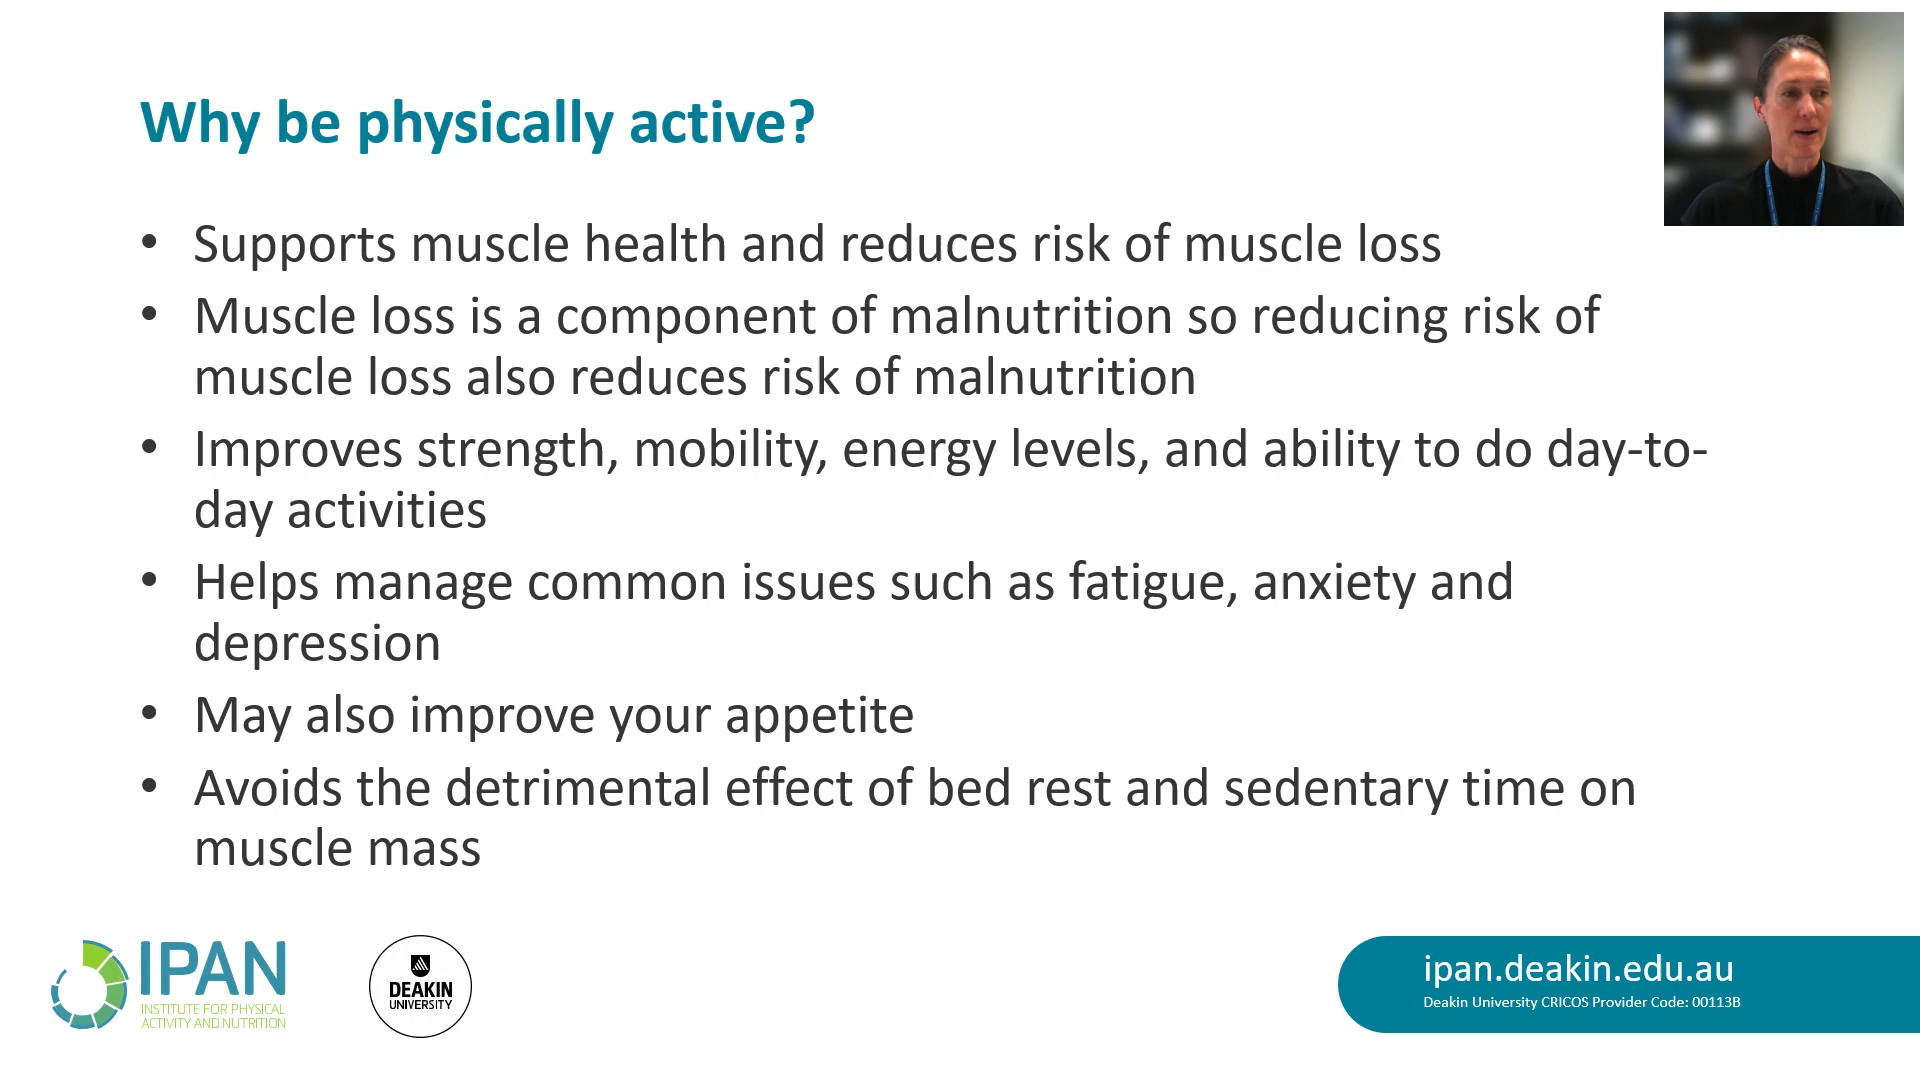 Why be physically active?
• Supports muscle health and reduces risk of muscle loss
• Muscle loss is a component of malnutrition so reducing risk of
muscle loss also reduces risk of malnutrition
• Improves strength, mobility, energy levels, and ability to do day-to-
day activities
• Helps manage common issues such as fatigue, anxiety and
depression
• May also improve your appetite
• Avoids the detrimental effect of bed rest and sedentary time on
muscle mass
IPAN
INSTITUTE FOR PHYSICAL
ACTIVITY AND NUTRITION
DEAKIN
UNIVERSITY
ipan.deakin.edu.au
Deakin University CRICOS Provider Code: 00113B